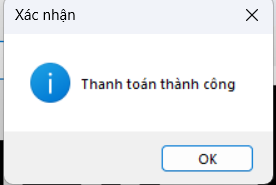 Xác nhận
Thanh toán thành công
OK